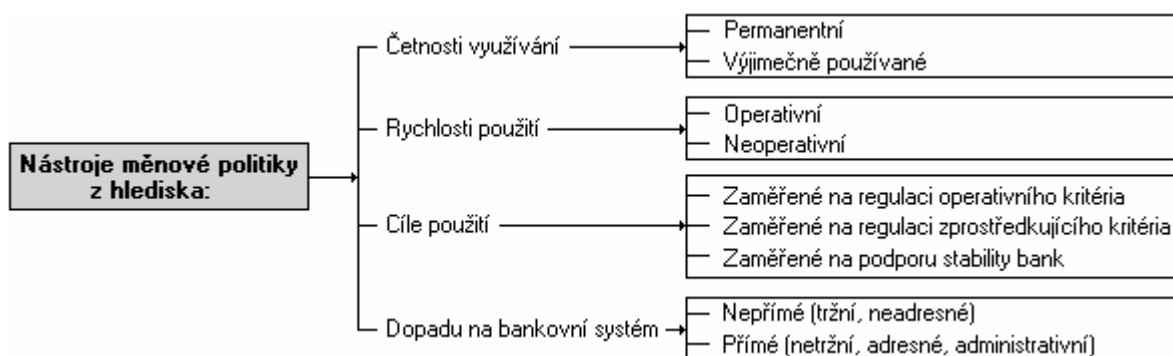 Nástroje měnové politiky
z hlediska:
Četnosti využívání
Permanentní
Výjimečně používané
Rychlosti použití
Operativní
Neoperativní
Cíle použití
Zaměřené na regulaci operativního kritéria
Zaměřené na regulaci zprostředkujícího kritéria
Zaměřené na podporu stability bank
Dopadu na bankovní systém
Nepřímé (tržní, neadresné)
Přímé (netržní, adresné, administrativní)